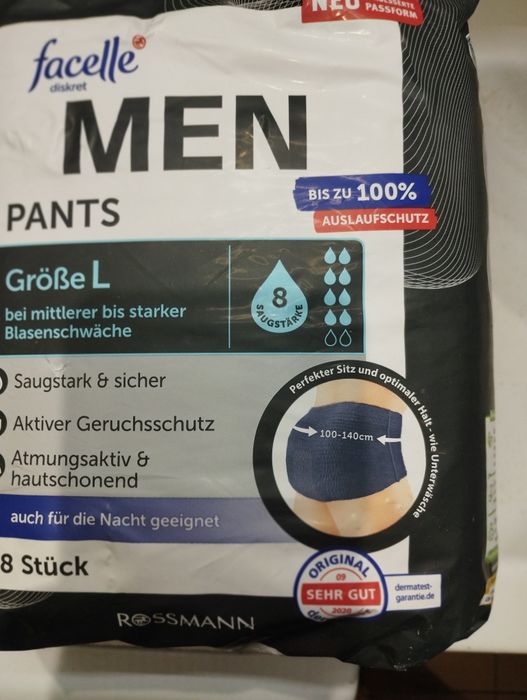 NEU
PASSFORM
facelle
diskret
MEN
PANTS
BIS ZU 100%
AUSLAUFSCHUTZ
Größe L
bei mittlerer bis starker
Blasenschwäche
8
SAUGSTÄRKE
Saugstark & sicher
Aktiver Geruchsschutz
Atmungsaktiv &
hautschonend
Perfekter Sitz und optimaler Halt - wie Unterwäsche
100-140cm
auch für die Nacht geeignet
8 Stück
ORIGINAL
09
SEHR GUT
2020
dermatest-
garantie.de
ROSSMANN